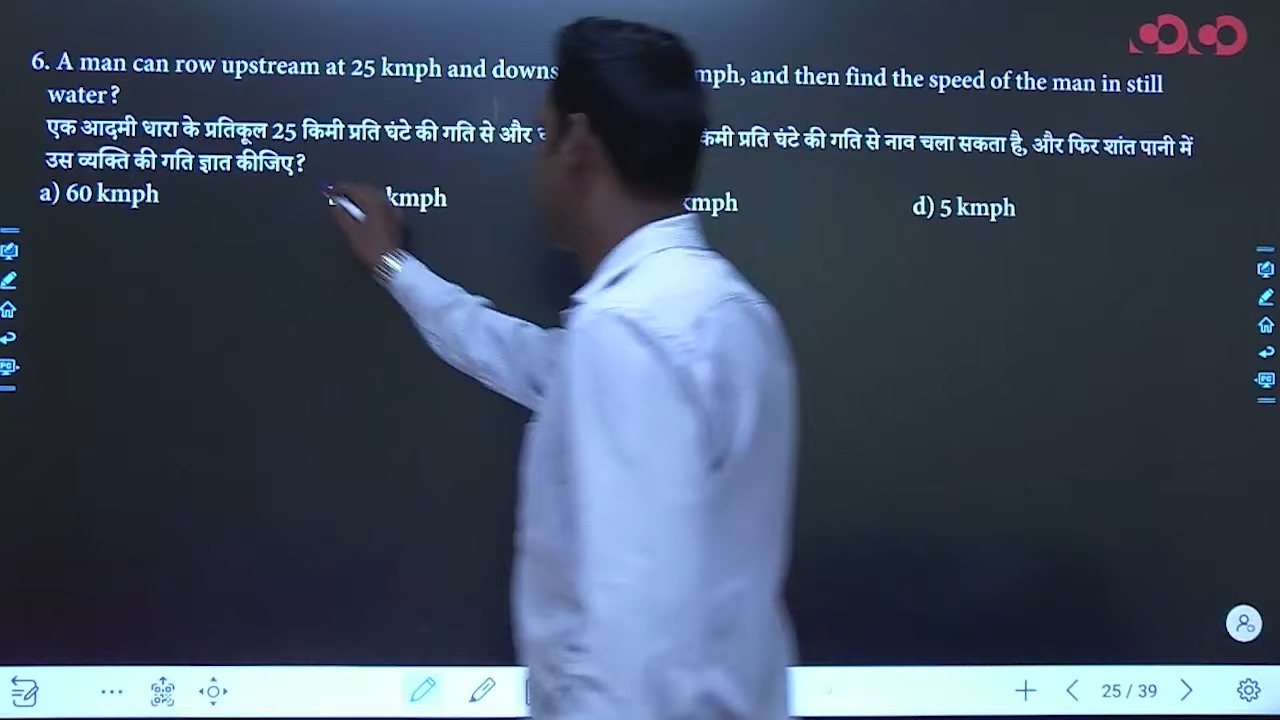 6. A man can row upstream at 25 kmph and downs mph, and then find the speed of the man in still
water?
एक आदमी धारा के प्रतिकूल 25 किमी प्रति घंटे की गति से और किमी प्रति घंटे की गति से नाव चला सकता है, और फिर शांत पानी में
उस व्यक्ति की गति ज्ञात कीजिए?
a) 60 kmph kmph kmph d) 5 kmph
PC PC
25 / 39